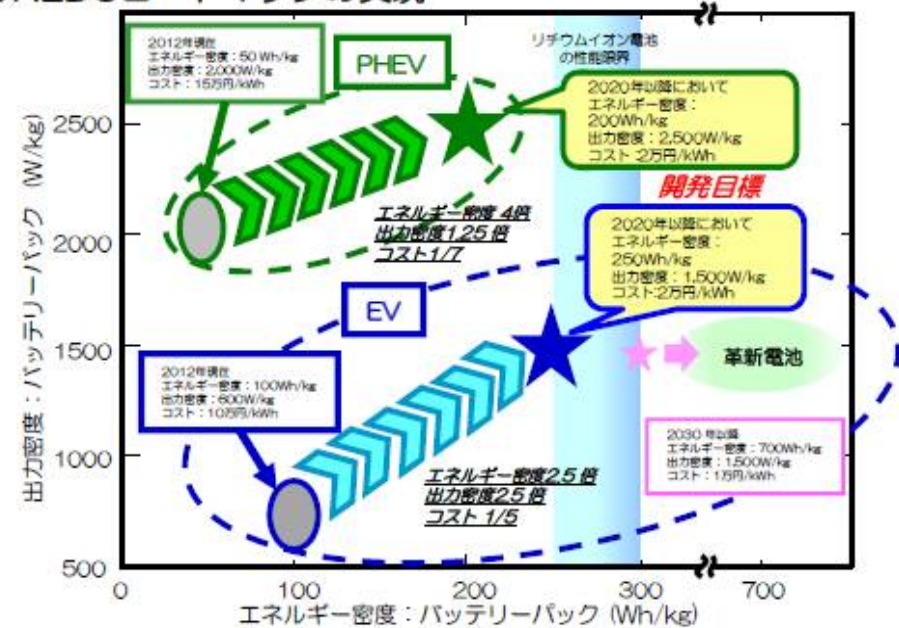 2012年現在
エネルギー密度:50 Wh/kg
出力密度:2,000W/kg
コスト:15万円/kWh
PHEV
リチウムイオン電池
の性能限界
2020年以降において
エネルギー密度:
200Wh/kg
出力密度:2,500W/kg
コスト:2万円/kWh
開発目標
エネルギー密度 4倍
出力密度1.25 倍
コスト1/7
2020年以降において
エネルギー密度:
250Wh/kg
出力密度:1,500W/kg
コスト:2万円/kWh
EV
革新電池
2012年現在
エネルギー密度:100Wh/kg
出力密度:600W/kg
コスト:10万円/kWh
2030 年以降
エネルギー密度:700Wh/kg
出力密度:1,500W/kg
コスト:1万円/kWh
エネルギー密度2.5 倍
出力密度2.5 倍
コスト 1/5
出力密度:バッテリーパック (W/kg)
2500
2000
1500
1000
500
0
100
200
300
700
エネルギー密度:バッテリーパック (Wh/kg)